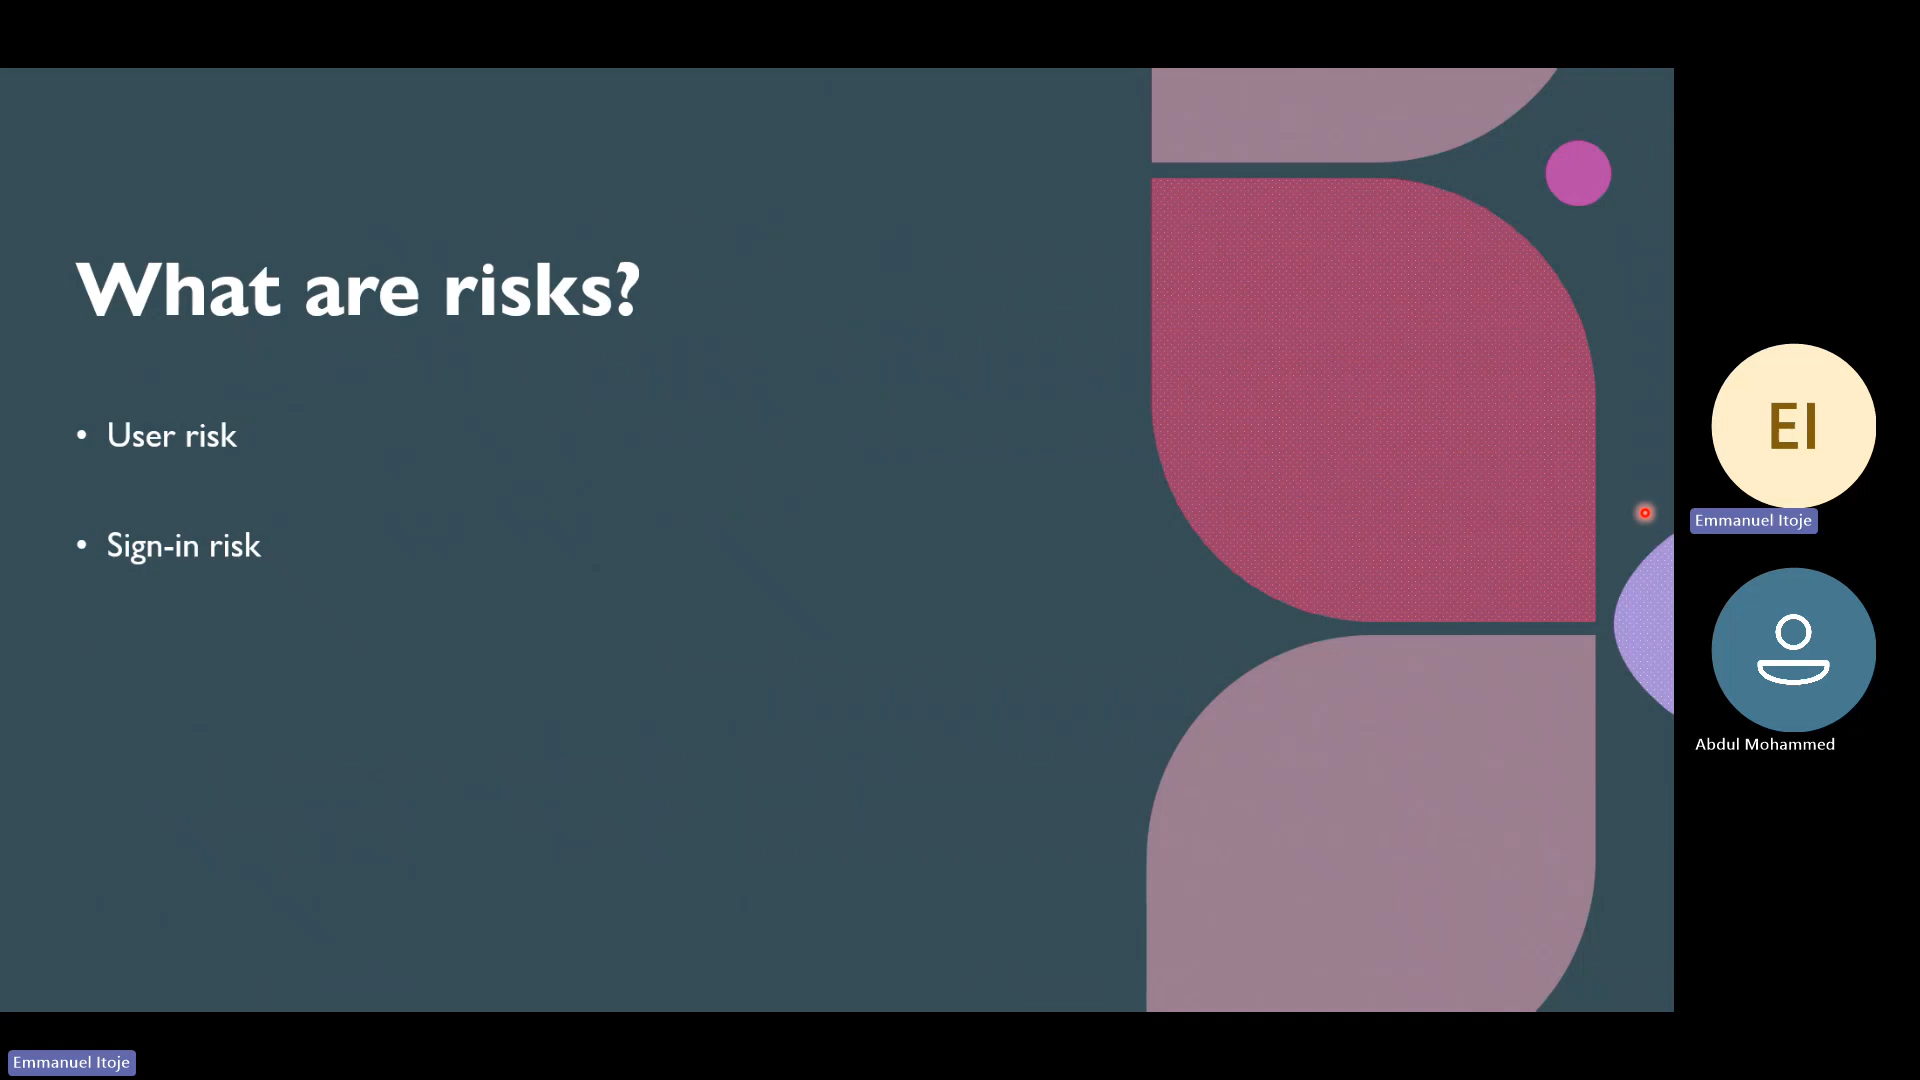 What are risks?
• User risk
• Sign-in risk
EI
Emmanuel Itoje
Abdul Mohammed
Emmanuel Itoje